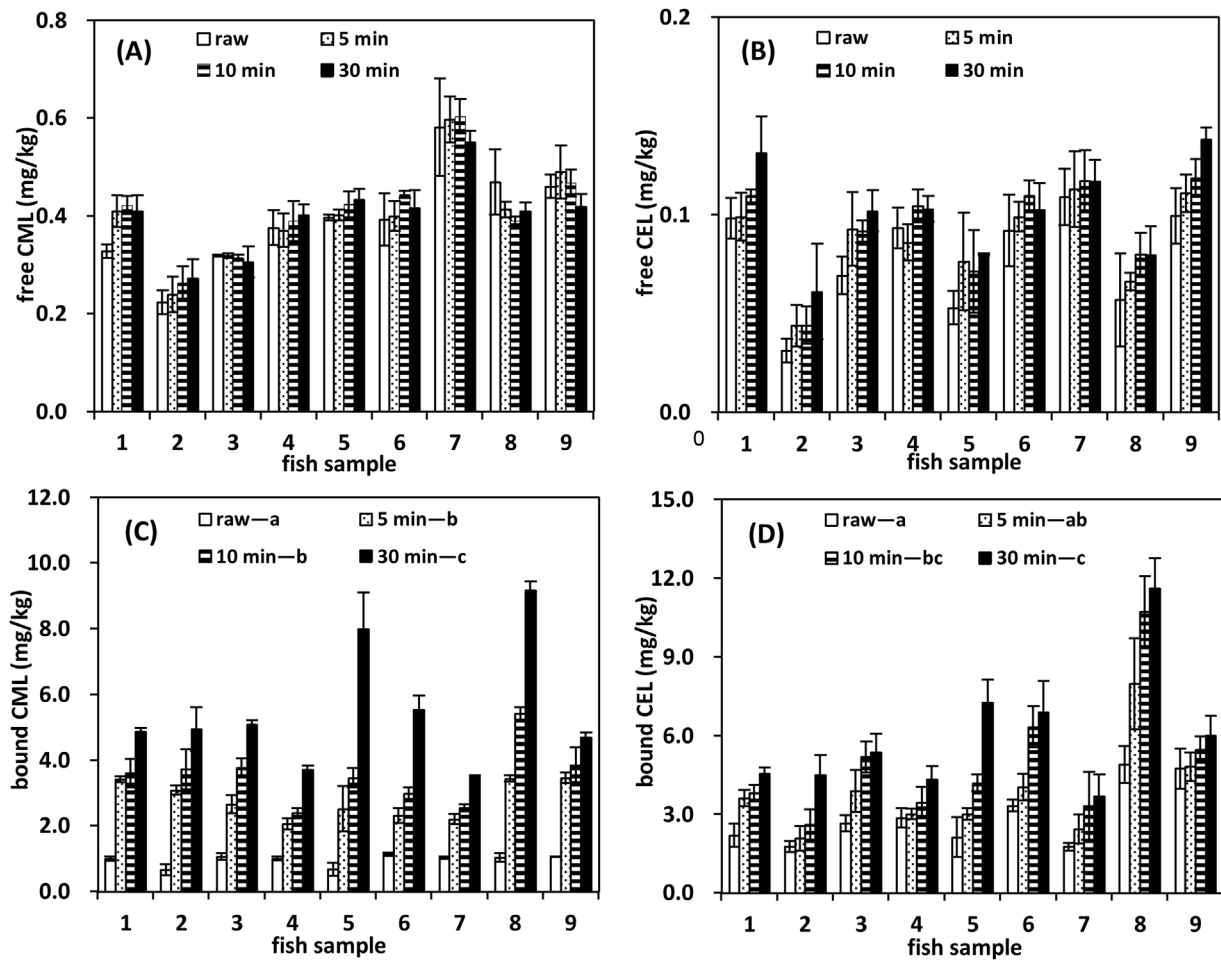 (A)
raw
5 min
10 min
30 min
0.8
0.6
0.4
0.2
0.0
free CML (mg/kg)
1 2 3 4 5 6 7 8 9
fish sample
(B)
raw
5 min
10 min
30 min
0.2
0.1
0.0
0
free CEL (mg/kg)
1 2 3 4 5 6 7 8 9
fish sample
(C)
raw—a
5 min—b
10 min—b
30 min—c
12.0
10.0
8.0
6.0
4.0
2.0
0.0
bound CML (mg/kg)
1 2 3 4 5 6 7 8 9
fish sample
(D)
raw—a
5 min—ab
10 min—bc
30 min—c
15.0
12.0
9.0
6.0
3.0
0.0
bound CEL (mg/kg)
1 2 3 4 5 6 7 8 9
fish sample